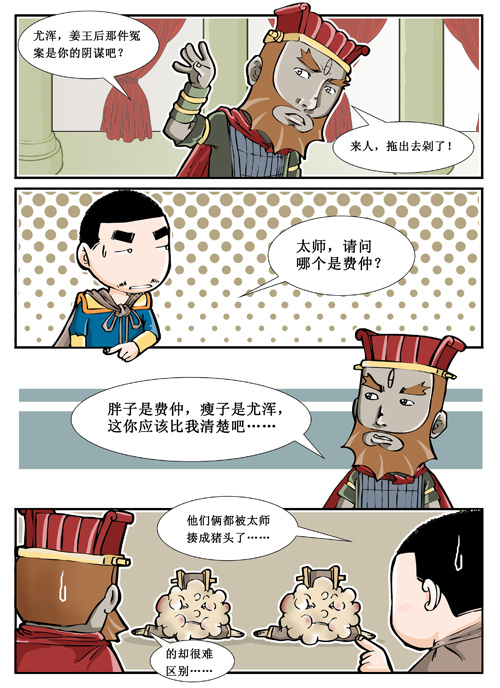 尤浑，姜王后那件冤
案是你的阴谋吧？
来人，拖出去剁了！
太师，请问
哪个是费仲？
胖子是费仲，瘦子是尤浑，
这你应该比我清楚吧……
他们俩都被太师
揍成猪头了……
的却很难
区别……